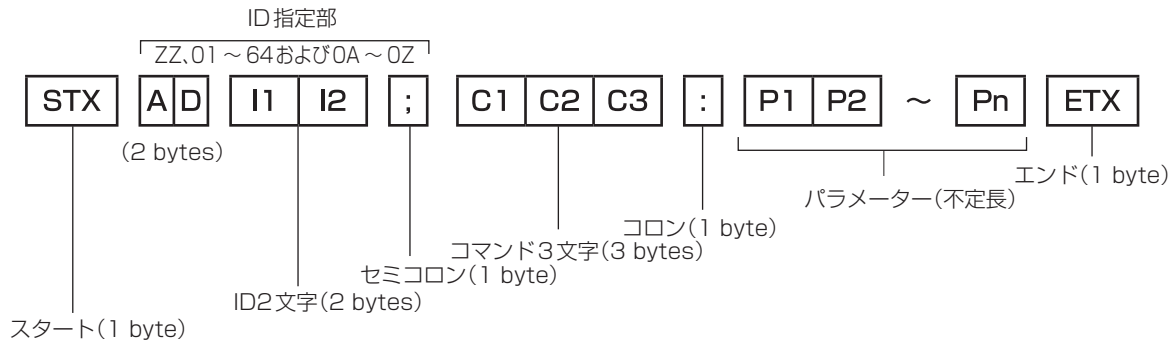 ID指定部
ZZ、01～64および0A～0Z
STX A D I1 I2 ; C1 C2 C3 : P1 P2 ～ Pn ETX
(2 bytes)
エンド(1 byte)
パラメーター(不定長)
コロン(1 byte)
コマンド3文字(3 bytes)
セミコロン(1 byte)
ID2文字(2 bytes)
スタート(1 byte)